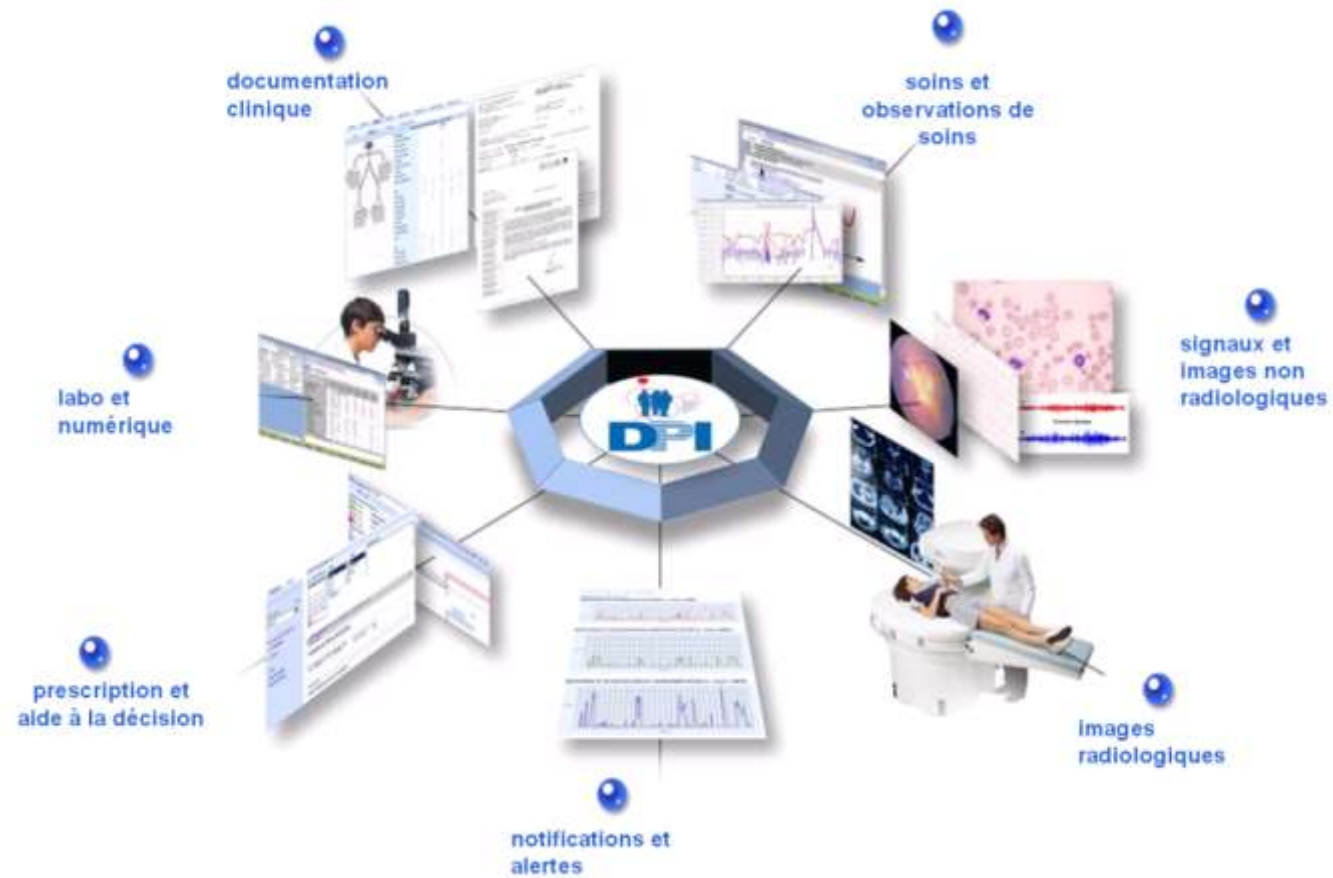 documentation
clinique
soins et
observations de
soins
signaux et
images non
radiologiques
labo et
numérique
DPI
prescription et
aide à la décision
images
radiologiques
notifications et
alertes